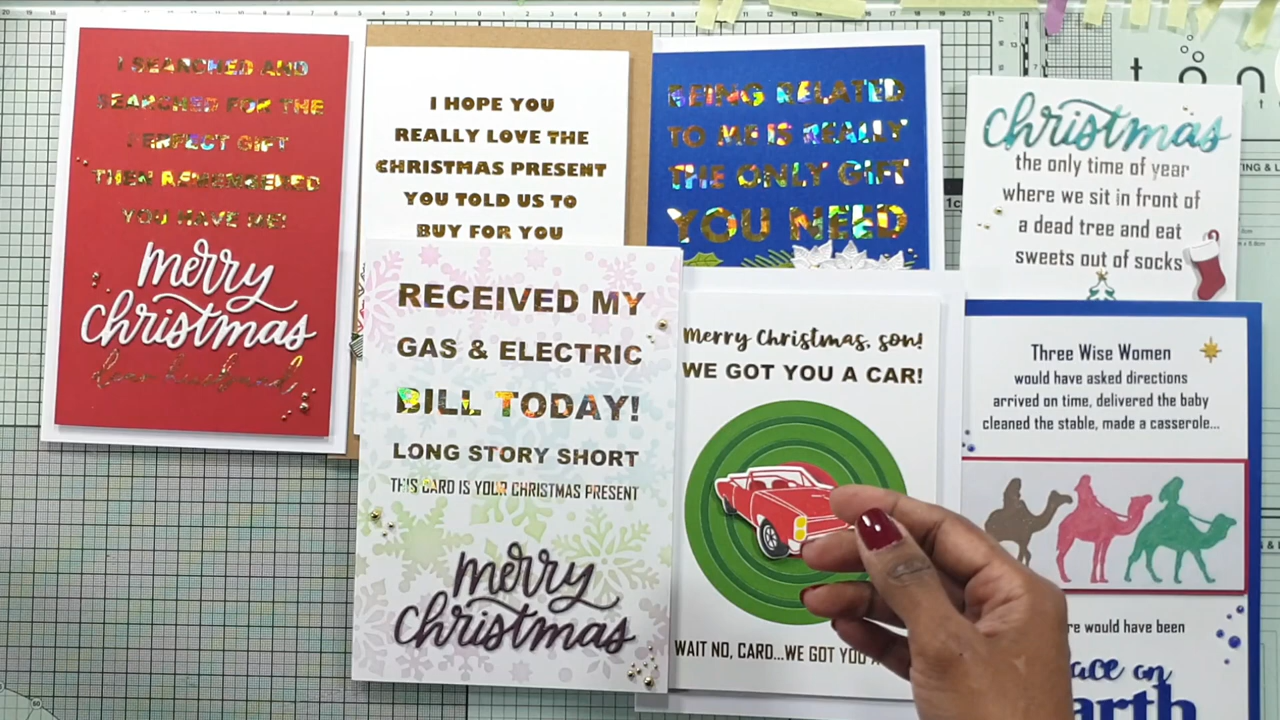 I SEARCHED AND
SEARCHED FOR THE
PERFECT GIFT
THEN REMEMBERED
YOU HAVE ME!
merry
christmas
dear husband
I HOPE YOU
REALLY LOVE THE
CHRISTMAS PRESENT
YOU TOLD US TO
BUY FOR YOU
BEING RELATED
TO ME IS REALLY
THE ONLY GIFT
YOU NEED
christmas
the only time of year
where we sit in front of
a dead tree and eat
sweets out of socks
RECEIVED MY
GAS & ELECTRIC
BILL TODAY!
LONG STORY SHORT
THIS CARD IS YOUR CHRISTMAS PRESENT
merry
christmas
Merry Christmas, son!
WE GOT YOU A CAR!
WAIT NO, CARD...WE GOT YOU A
Three Wise Women
would have asked directions
arrived on time, delivered the baby
cleaned the stable, made a casserole...
would have been
on